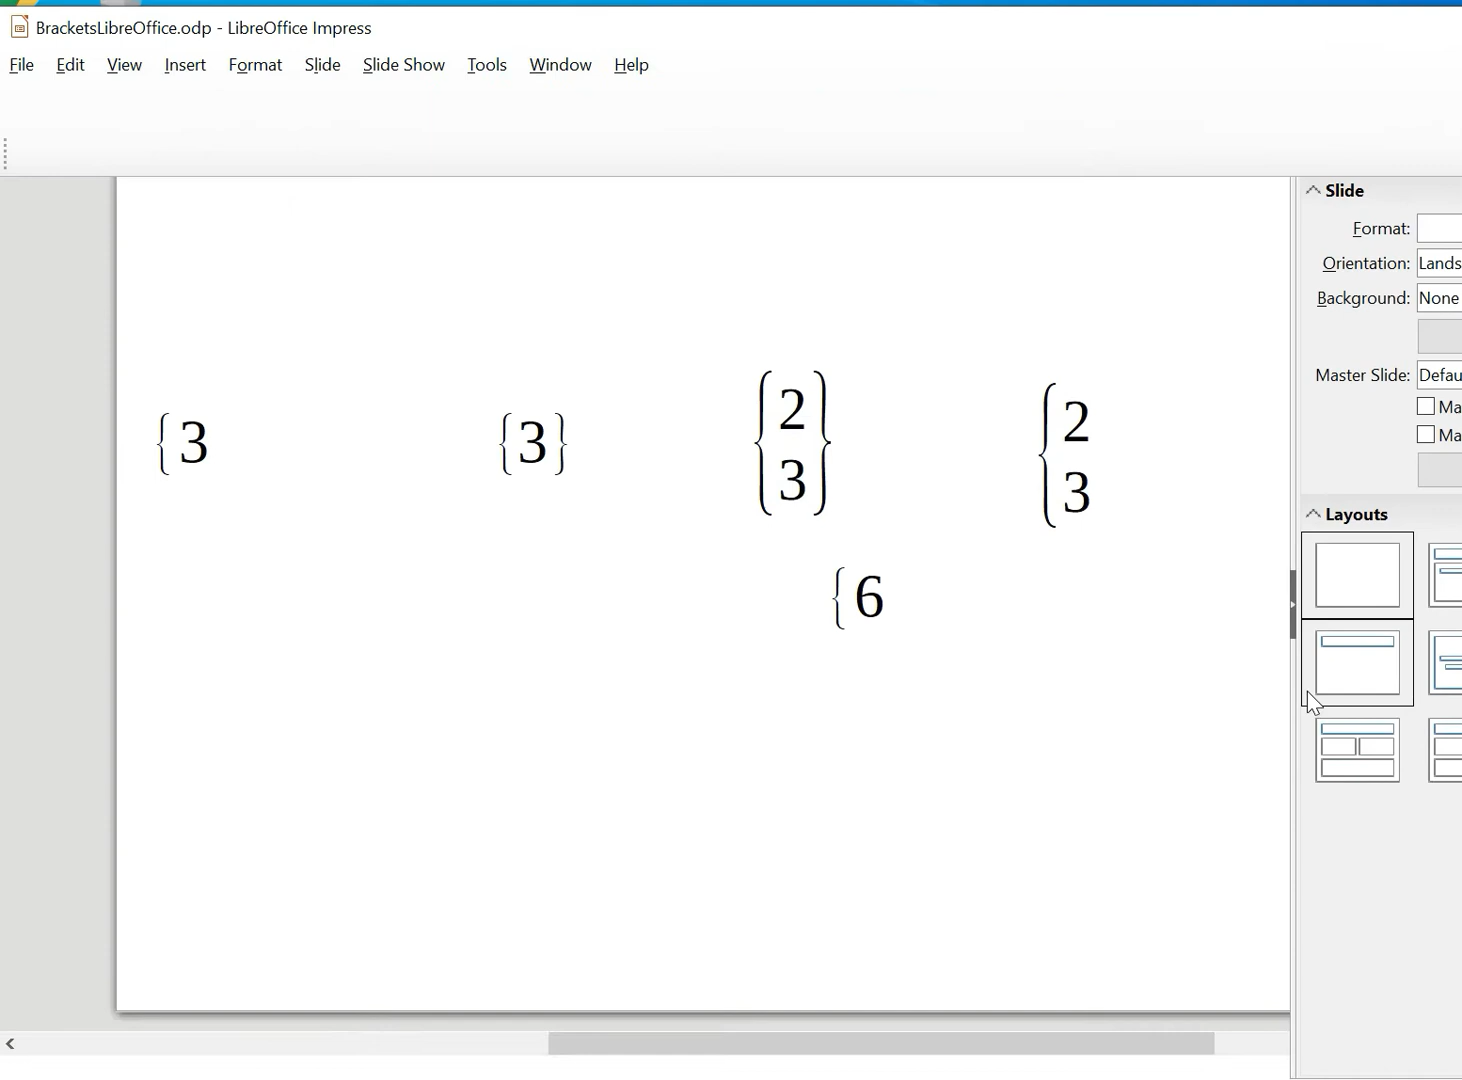 BracketsLibreOffice.odp - LibreOffice Impress
File Edit View Insert Format Slide Slide Show Tools Window Help
Slide
Format:
Orientation: Lands
Background: None
Master Slide: Defau
Ma
Ma
{3
{3}
{2
3}
{2
3
{6
Layouts